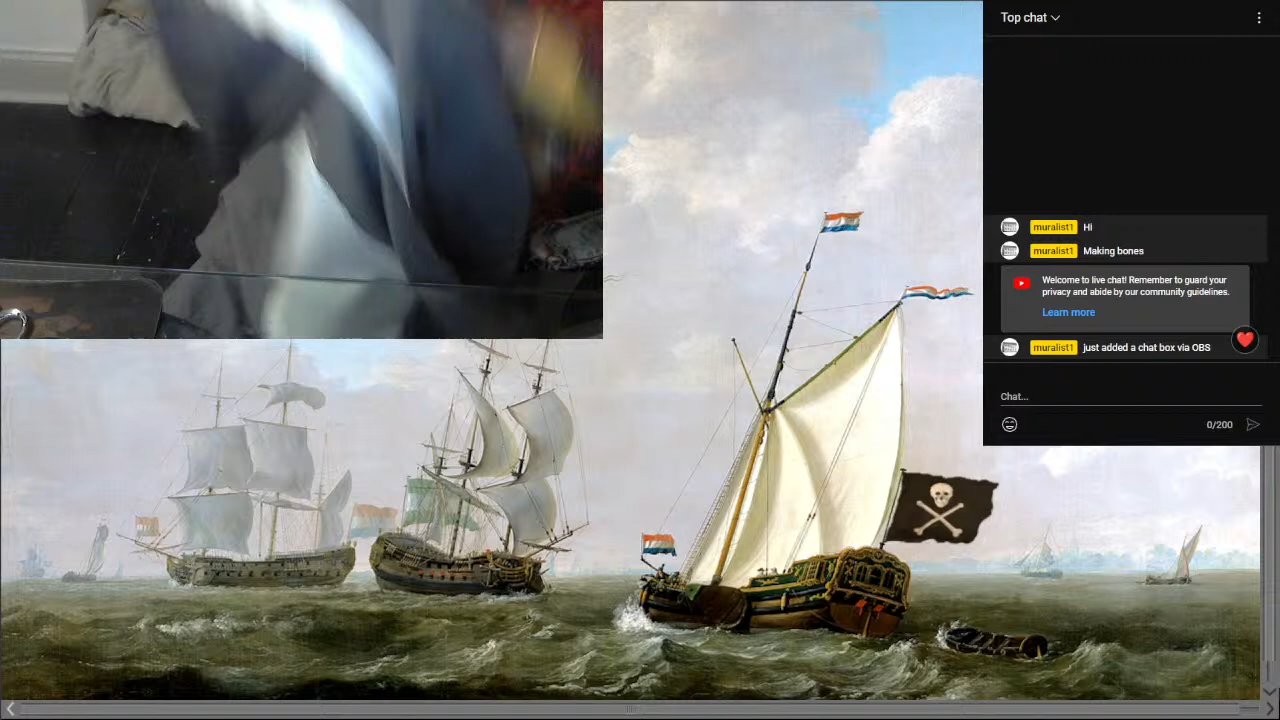 Top chat
muralist1 Hi
muralist1 Making bones
Welcome to live chat! Remember to guard your
privacy and abide by our community guidelines.
Learn more
muralist1 just added a chat box via OBS
Chat...
0/200